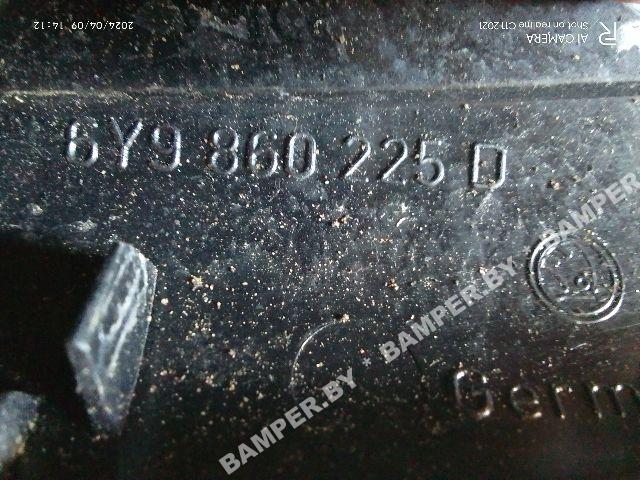 14:12 2024/04/09
AI CAMERA
Shot on realme C11 2021
6Y9 860 225 D
BAMPER.BY * BAMPER.BY * BAMPER.BY
Germ